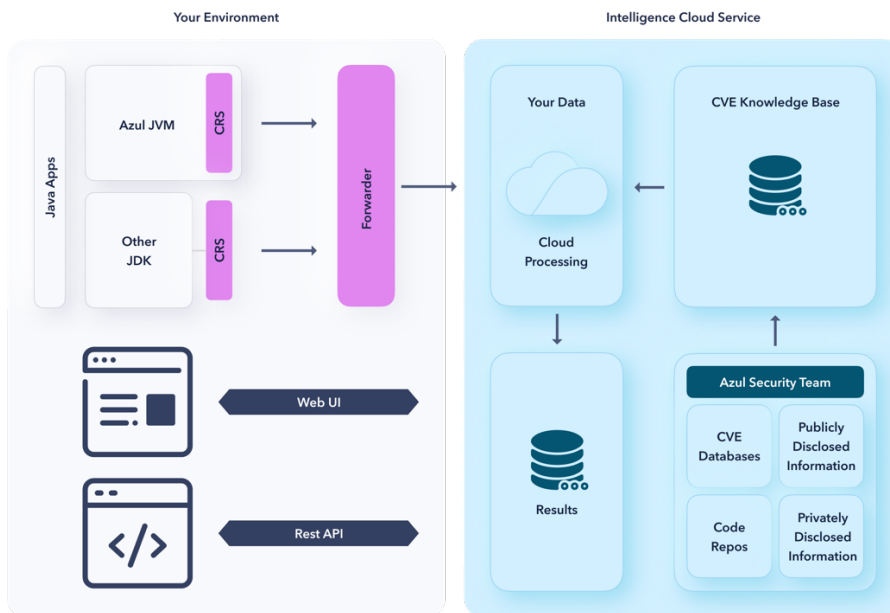 Your Environment
Intelligence Cloud Service
Java Apps
Azul JVM
CRS
Other
JDK
CRS
Forwarder
Your Data
Cloud
Processing
CVE Knowledge Base
Web UI
Rest API
Results
Azul Security Team
CVE
Databases
Publicly
Disclosed
Information
Code
Repos
Privately
Disclosed
Information